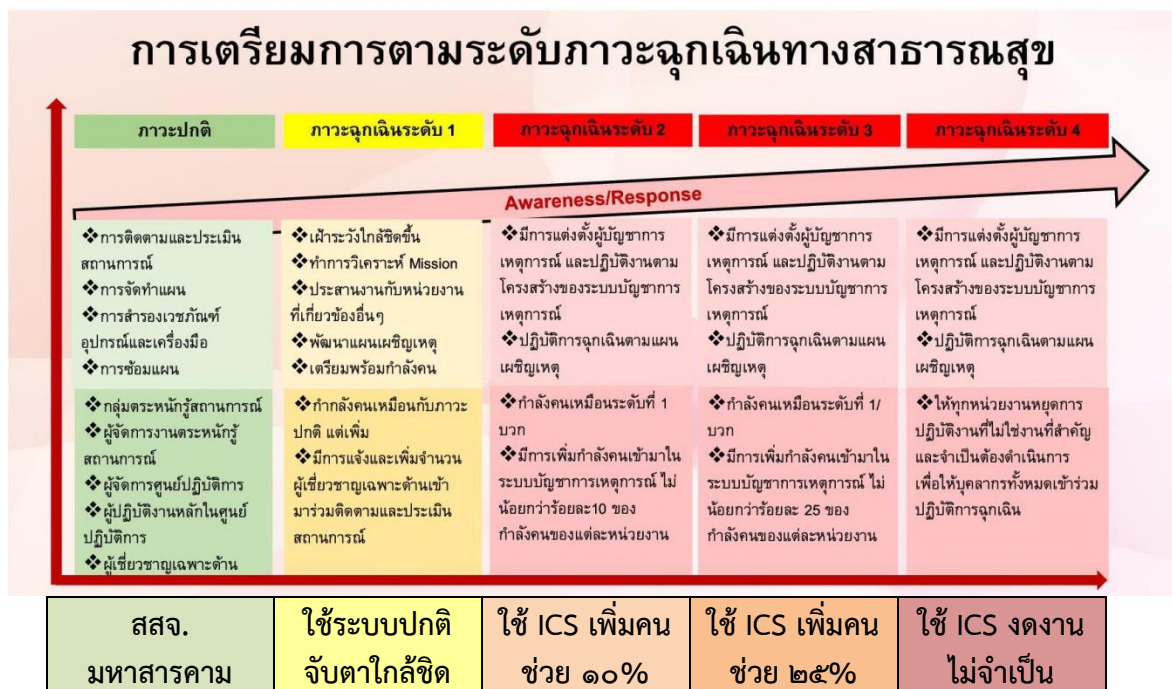 การเตรียมการตามระดับภาวะฉุกเฉินทางสาธารณสุข
ภาวะปกติ
ภาวะฉุกเฉินระดับ 1
ภาวะฉุกเฉินระดับ 2
ภาวะฉุกเฉินระดับ 3
ภาวะฉุกเฉินระดับ 4
Awareness/Response
❖การติดตามและประเมิน
สถานการณ์
❖การจัดทำแผน
❖การสำรองเวชภัณฑ์
อุปกรณ์และเครื่องมือ
❖การซ้อมแผน
❖เฝ้าระวังใกล้ชิดขึ้น
❖ทำการวิเคราะห์ Mission
❖ประสานงานกับหน่วยงาน
ที่เกี่ยวข้องอื่นๆ
❖พัฒนาแผนเผชิญเหตุ
❖เตรียมพร้อมกำลังคน
❖มีการแต่งตั้งผู้บัญชาการ
เหตุการณ์ และปฏิบัติงานตาม
โครงสร้างของระบบบัญชาการ
เหตุการณ์
❖ปฏิบัติการฉุกเฉินตามแผน
เผชิญเหตุ
❖มีการแต่งตั้งผู้บัญชาการ
เหตุการณ์ และปฏิบัติงานตาม
โครงสร้างของระบบบัญชาการ
เหตุการณ์
❖ปฏิบัติการฉุกเฉินตามแผน
เผชิญเหตุ
❖มีการแต่งตั้งผู้บัญชาการ
เหตุการณ์ และปฏิบัติงานตาม
โครงสร้างของระบบบัญชาการ
เหตุการณ์
❖ปฏิบัติการฉุกเฉินตามแผน
เผชิญเหตุ
❖กลุ่มตระหนักรู้สถานการณ์
❖ผู้จัดการงานตระหนักรู้
สถานการณ์
❖ผู้จัดการศูนย์ปฏิบัติการ
❖ผู้ปฏิบัติงานหลักในศูนย์
ปฏิบัติการ
❖ผู้เชี่ยวชาญเฉพาะด้าน
❖กำกลังคนเหมือนกับภาวะ
ปกติ แต่เพิ่ม
❖มีการแจ้งและเพิ่มจำนวน
ผู้เชี่ยวชาญเฉพาะด้านเข้า
มาร่วมติดตามและประเมิน
สถานการณ์
❖กำลังคนเหมือนระดับที่ 1
บวก
❖มีการเพิ่มกำลังคนเข้ามาใน
ระบบบัญชาการเหตุการณ์ ไม่
น้อยกว่าร้อยละ10 ของ
กำลังคนของแต่ละหน่วยงาน
❖กำลังคนเหมือนระดับที่ 1/
บวก
❖มีการเพิ่มกำลังคนเข้ามาใน
ระบบบัญชาการเหตุการณ์ ไม่
น้อยกว่าร้อยละ 25 ของ
กำลังคนของแต่ละหน่วยงาน
❖ให้ทุกหน่วยงานหยุดการ
ปฏิบัติงานที่ไม่ใช่งานที่สำคัญ
และจำเป็นต้องดำเนินการ
เพื่อให้บุคลากรทั้งหมดเข้าร่วม
ปฏิบัติการฉุกเฉิน
สสจ.
มหาสารคาม
ใช้ระบบปกติ
จับตาใกล้ชิด
ใช้ ICS เพิ่มคน
ช่วย ๑๐%
ใช้ ICS เพิ่มคน
ช่วย ๒๕%
ใช้ ICS งดงาน
ไม่จำเป็น